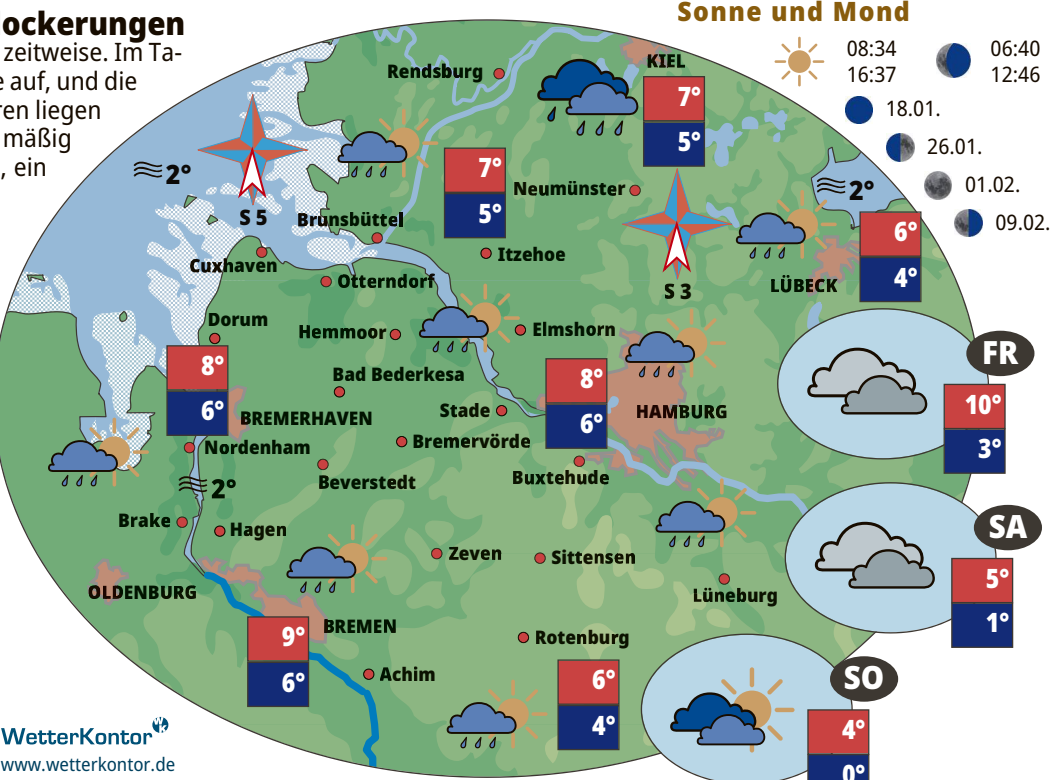 lockerungen
zeitweise. Im Ta-
e auf, und die
ren liegen
mäßig
, ein
Sonne und Mond
08:34
16:37
06:40
12:46
18.01.
26.01.
01.02.
09.02.
Rendsburg
KIEL
7°
5°
2°
S 5
7°
5°
Neumünster
2°
Brunsbüttel
Itzehoe
S 3
6°
4°
LÜBECK
Cuxhaven
Otterndorf
Dorum
Hemmoor
Elmshorn
FR
10°
3°
8°
6°
Bad Bederkesa
8°
6°
BREMERHAVEN
Stade
HAMBURG
Nordenham
Bremervörde
Beverstedt
Buxtehude
2°
Brake
Hagen
Zeven
Sittensen
SA
5°
1°
OLDENBURG
Lüneburg
BREMEN
9°
6°
Rotenburg
Achim
6°
4°
SO
4°
0°
WetterKontor
www.wetterkontor.de